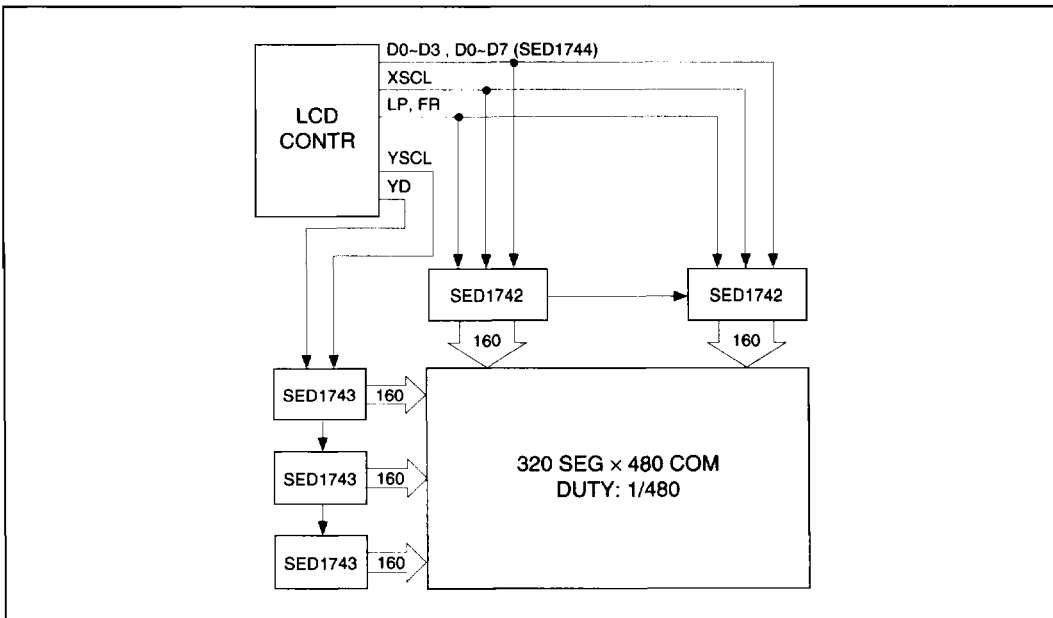 D0~D3 , D0~D7 (SED1744)
XSCL
LP, FR
LCD
CONTR
YSCL
YD
SED1742
SED1742
160
160
SED1743
160
320 SEG × 480 COM
DUTY: 1/480
SED1743
160
SED1743
160